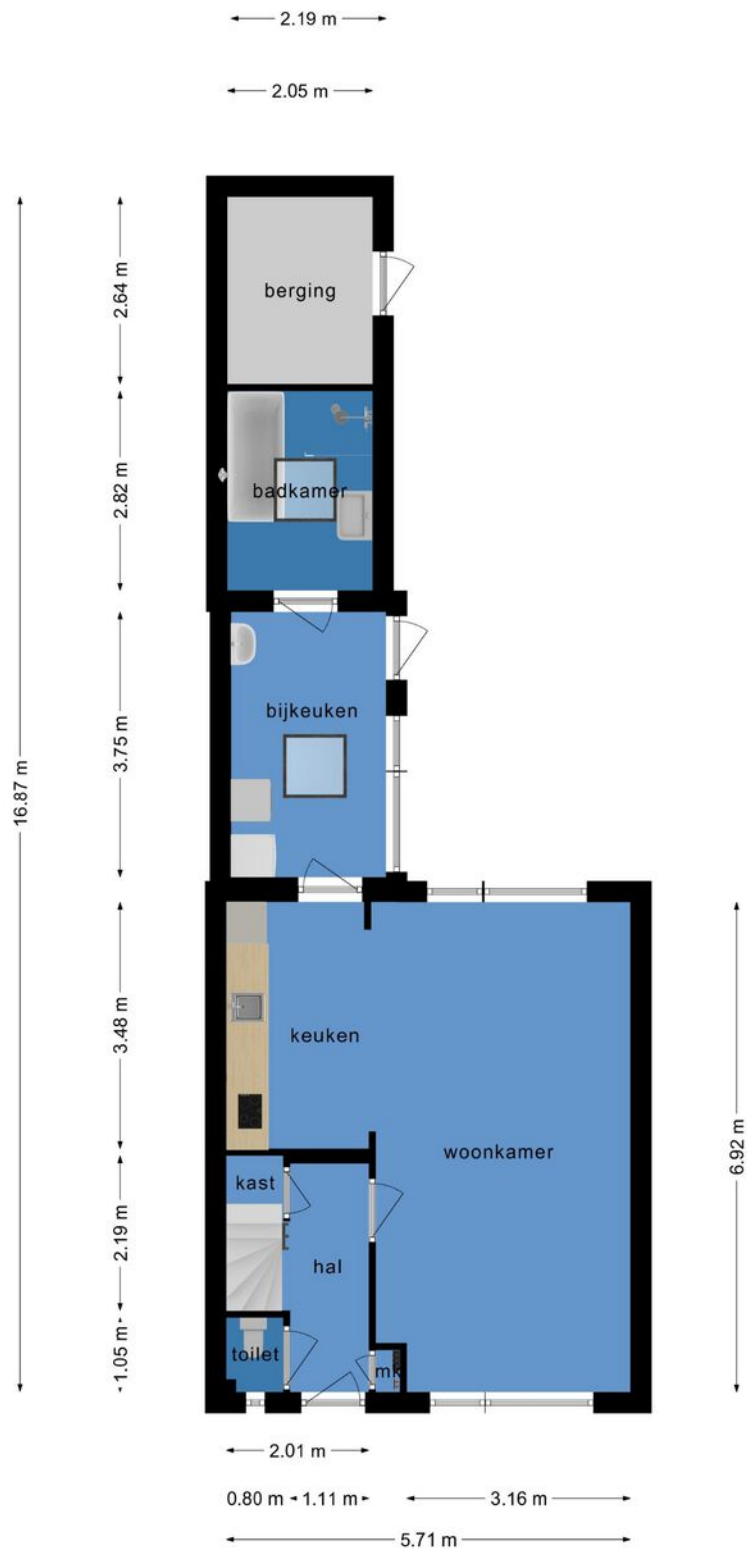 2.19 m
2.05 m
berging
2.64 m
badkamer
2.82 m
bijkeuken
3.75 m
16.87 m
keuken
3.48 m
woonkamer
6.92 m
kast
2.19 m
hal
toilet
mk
1.05 m
2.01 m
0.80 m
1.11 m
3.16 m
5.71 m